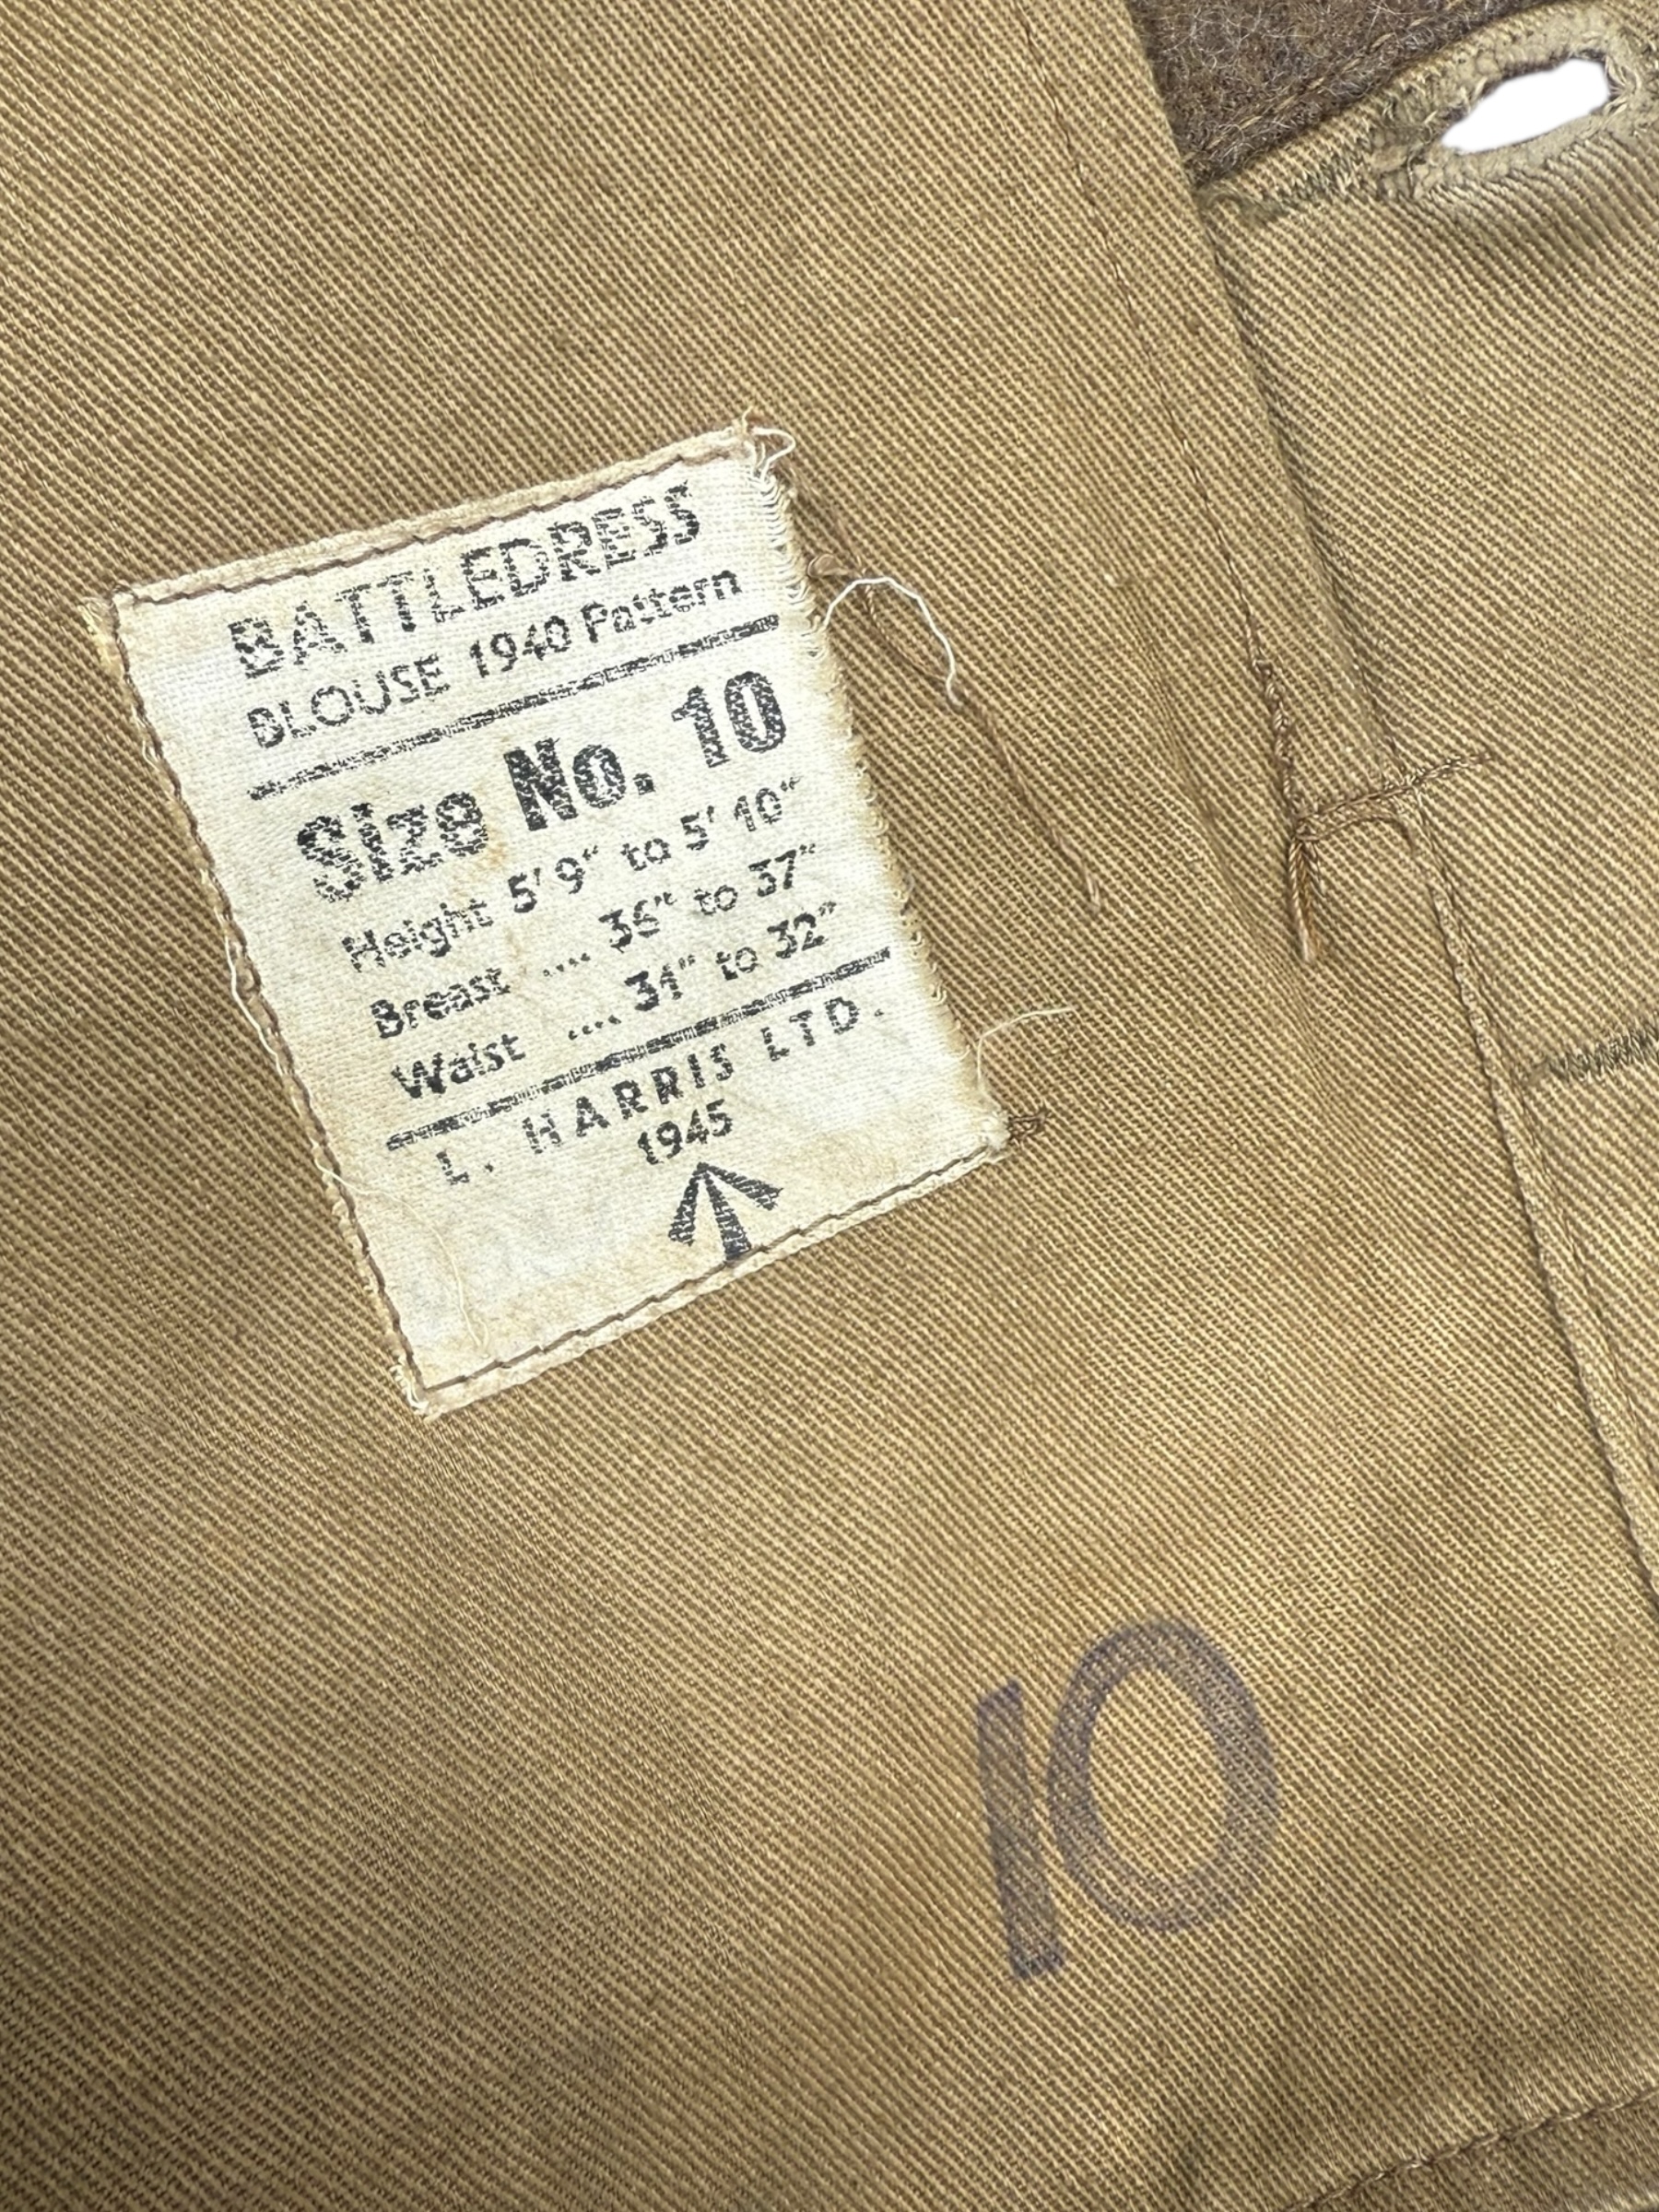 BATTLEDRESS
BLOUSE 1940 Pattern
Size No. 10
Height 5' 9" to 5' 10"
Breast .... 36" to 37"
Waist .... 31" to 32"
L. HARRIS LTD.
1945
10